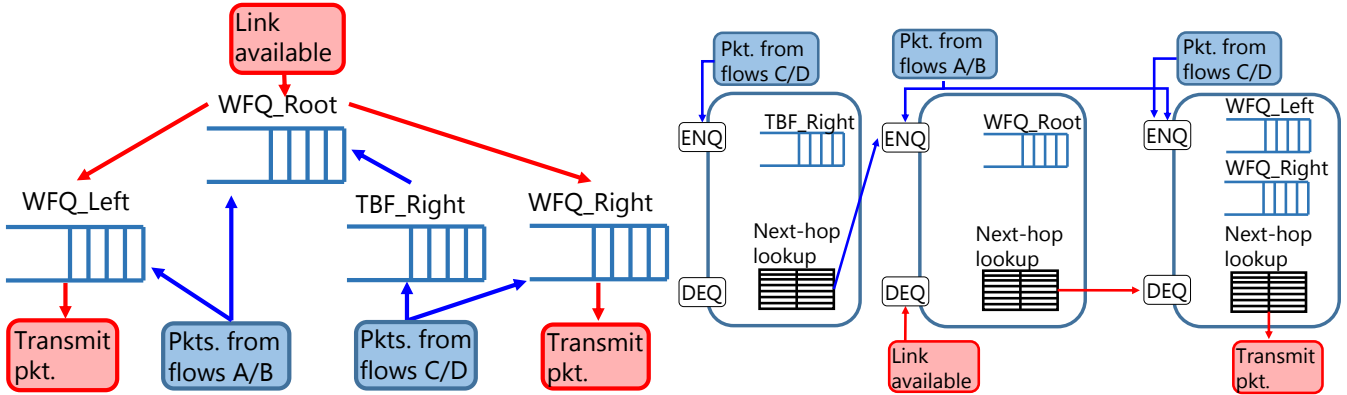 Link
available
WFQ_Root
WFQ_Left
TBF_Right
WFQ_Right
Transmit
pkt.
Pkts. from
flows A/B
Pkts. from
flows C/D
Transmit
pkt.
Pkt. from
flows C/D
ENQ
TBF_Right
Next-hop
lookup
DEQ
Pkt. from
flows A/B
ENQ
WFQ_Root
Next-hop
lookup
DEQ
Link
available
Pkt. from
flows C/D
ENQ
WFQ_Left
WFQ_Right
Next-hop
lookup
DEQ
Transmit
pkt.